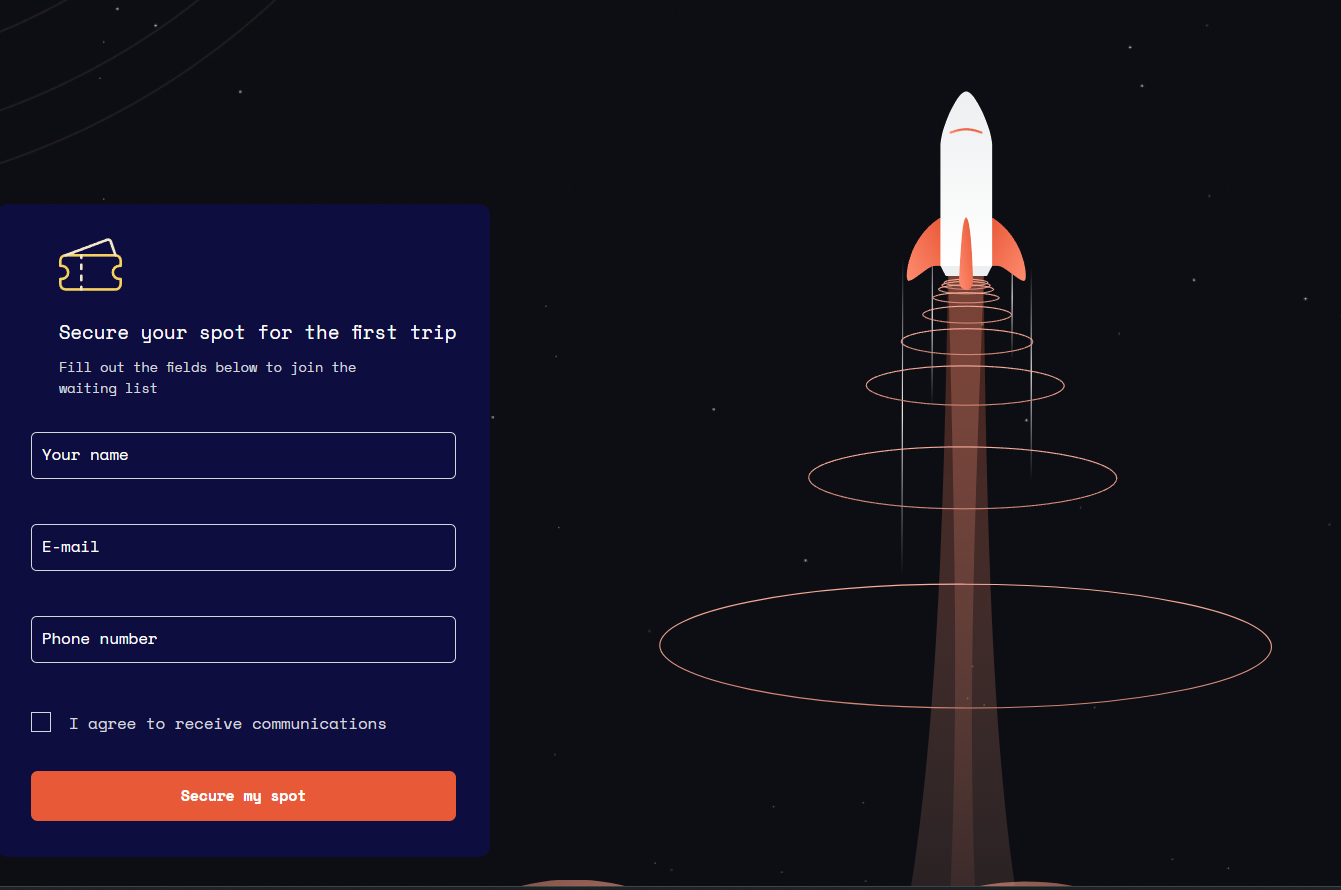 Secure your spot for the first trip
Fill out the fields below to join the
waiting list
Your name
E-mail
Phone number
I agree to receive communications
Secure my spot